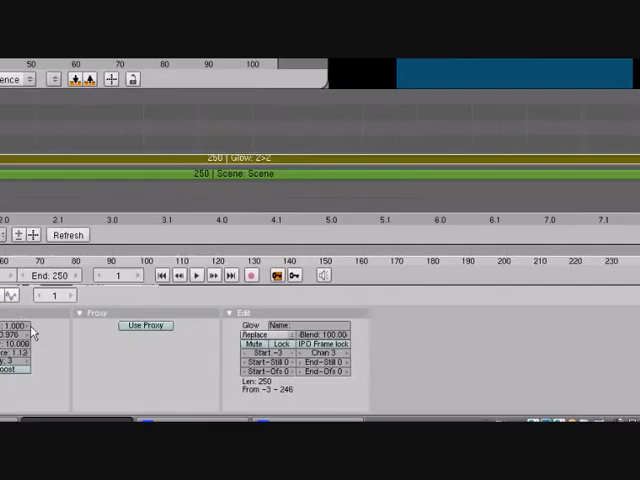 50 60 70 80 90 100
ence
250 | Glow: 2>2
250 | Scene: Scene
2.0 2.1 3.0 3.1 4.0 4.1 5.0 5.1 6.0 6.1 7.0 7.1
Refresh
60 70 80 90 100 110 120 130 140 150 160 170 180 190 200 210 220 230
End: 250 1
1
Proxy Edit
: 1.000 Use Proxy Glow Name:
0.976 Replace Blend: 100.00
: 10.000 Mute Lock IPO Frame lock
ce: 1.12 Start -3 Chan 3
y: 3 Start-Still 0 End-Still 0
oost Start-Ofs 0 End-Ofs 0
Len: 250
From -3 - 246